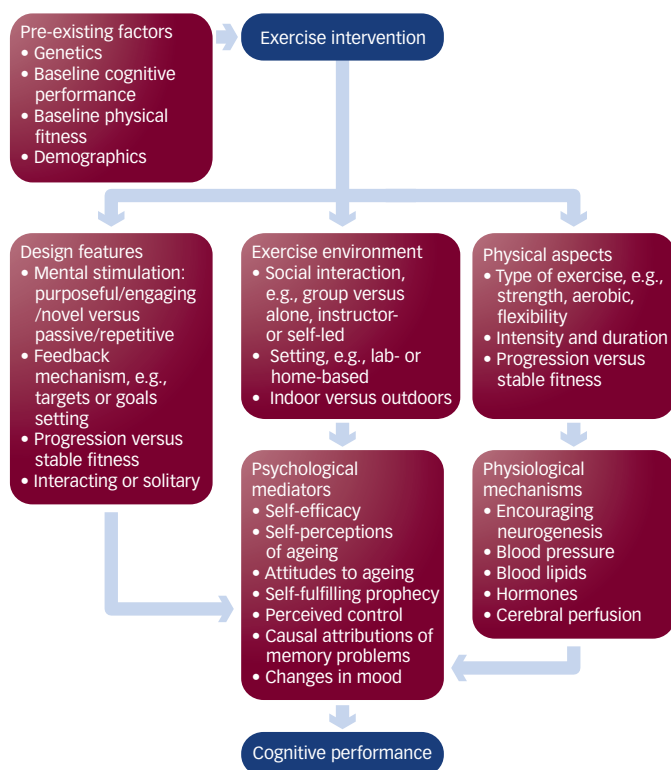 Pre-existing factors
• Genetics
• Baseline cognitive
performance
• Baseline physical
fitness
• Demographics
Exercise intervention
Design features
• Mental stimulation:
purposeful/engaging
/novel versus
passive/repetitive
• Feedback
mechanism, e.g.,
targets or goals
setting
• Progression versus
stable fitness
• Interacting or solitary
Exercise environment
• Social interaction,
e.g., group versus
alone, instructor-
or self-led
• Setting, e.g., lab- or
home-based
• Indoor versus outdoors
Physical aspects
• Type of exercise, e.g.,
strength, aerobic,
flexibility
• Intensity and duration
• Progression versus
stable fitness
Psychological
mediators
• Self-efficacy
• Self-perceptions
of ageing
• Attitudes to ageing
• Self-fulfilling prophecy
• Perceived control
• Causal attributions of
memory problems
• Changes in mood
Physiological
mechanisms
• Encouraging
neurogenesis
• Blood pressure
• Blood lipids
• Hormones
• Cerebral perfusion
Cognitive performance